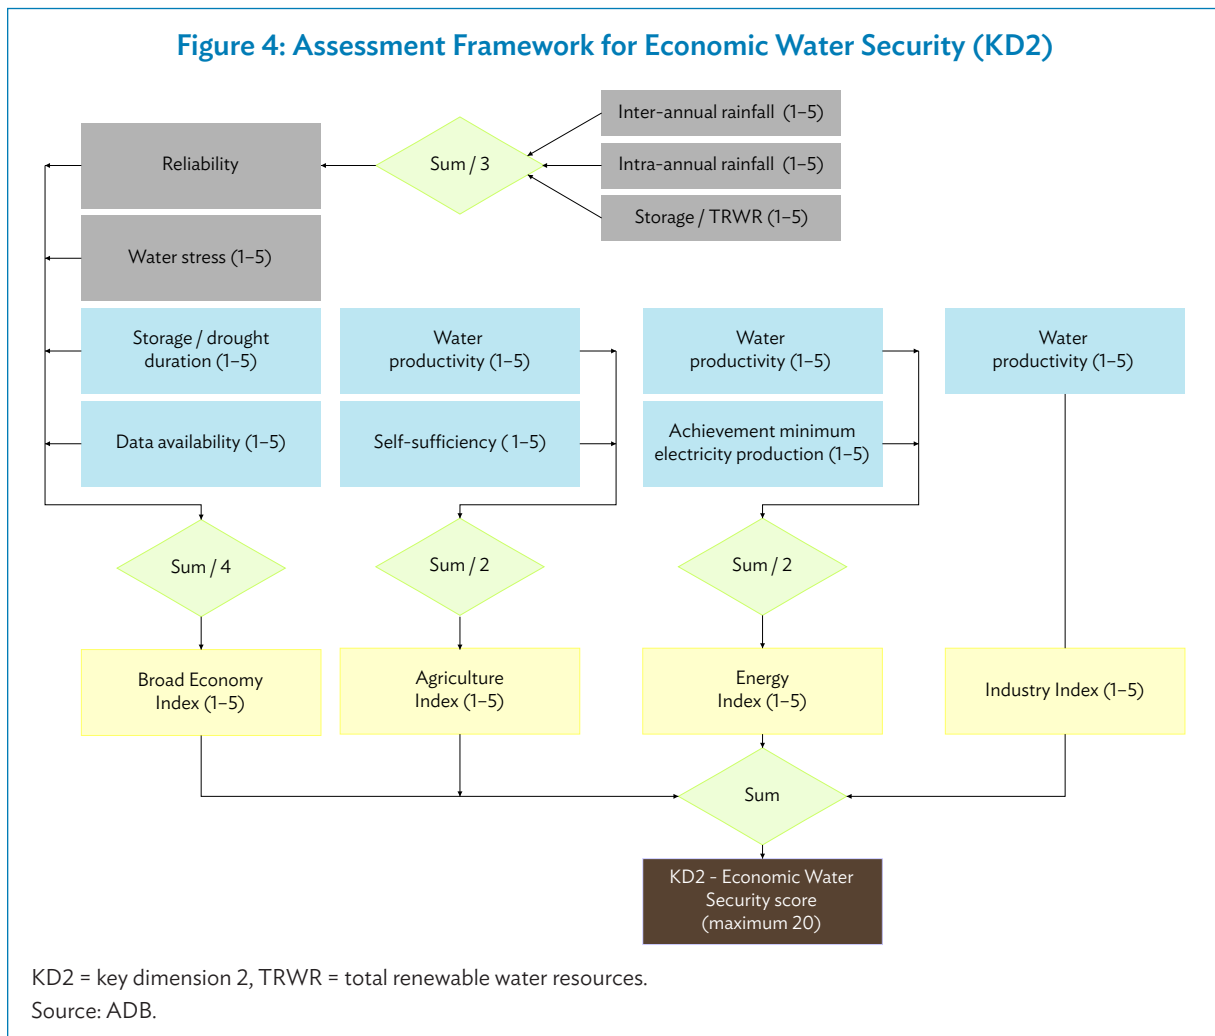 Figure 4: Assessment Framework for Economic Water Security (KD2)
Inter-annual rainfall (1–5)
Reliability
Sum / 3
Intra-annual rainfall (1–5)
Storage / TRWR (1–5)
Water stress (1–5)
Storage / drought
duration (1–5)
Water
productivity (1–5)
Water
productivity (1–5)
Water
productivity (1–5)
Data availability (1–5)
Self-sufficiency ( 1–5)
Achievement minimum
electricity production (1–5)
Sum / 4
Sum / 2
Sum / 2
Broad Economy
Index (1–5)
Agriculture
Index (1–5)
Energy
Index (1–5)
Industry Index (1–5)
Sum
KD2 - Economic Water
Security score
(maximum 20)
KD2 = key dimension 2, TRWR = total renewable water resources.
Source: ADB.